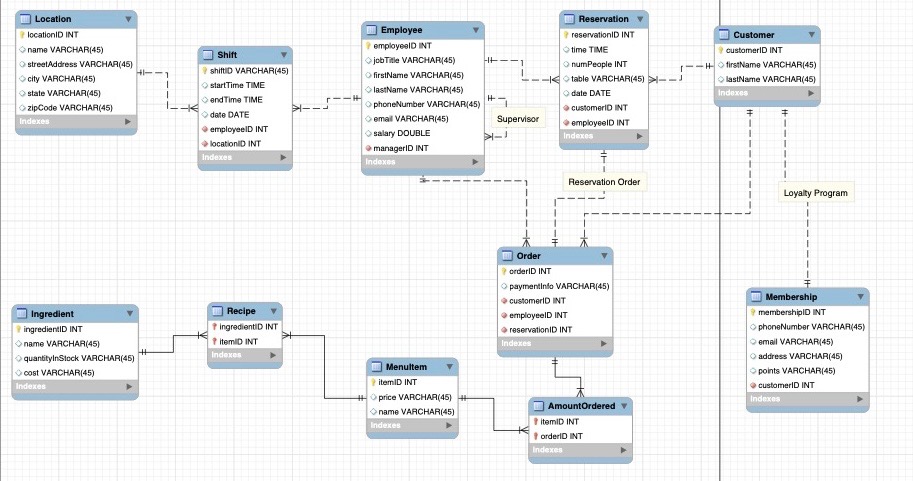 Location
locationID INT
name VARCHAR(45)
streetAddress VARCHAR(45)
city VARCHAR(45)
state VARCHAR(45)
zipCode VARCHAR(45)
Indexes
Shift
shiftID VARCHAR(45)
startTime TIME
endTime TIME
date DATE
employeeID INT
locationID INT
Indexes
Employee
employeeID INT
jobTitle VARCHAR(45)
firstName VARCHAR(45)
lastName VARCHAR(45)
phoneNumber VARCHAR(45)
email VARCHAR(45)
salary DOUBLE
managerID INT
Indexes
Supervisor
Reservation
reservationID INT
time TIME
numPeople INT
table VARCHAR(45)
date DATE
customerID INT
employeeID INT
Indexes
Customer
customerID INT
firstName VARCHAR(45)
lastName VARCHAR(45)
Indexes
Reservation Order
Loyalty Program
Order
orderID INT
paymentInfo VARCHAR(45)
customerID INT
employeeID INT
reservationID INT
Indexes
Membership
membershipID INT
phoneNumber VARCHAR(45)
email VARCHAR(45)
address VARCHAR(45)
points VARCHAR(45)
customerID INT
Indexes
Ingredient
ingredientID INT
name VARCHAR(45)
quantityInStock VARCHAR(45)
cost VARCHAR(45)
Indexes
Recipe
ingredientID INT
itemID INT
Indexes
MenuItem
itemID INT
price VARCHAR(45)
name VARCHAR(45)
Indexes
AmountOrdered
itemID INT
orderID INT
Indexes